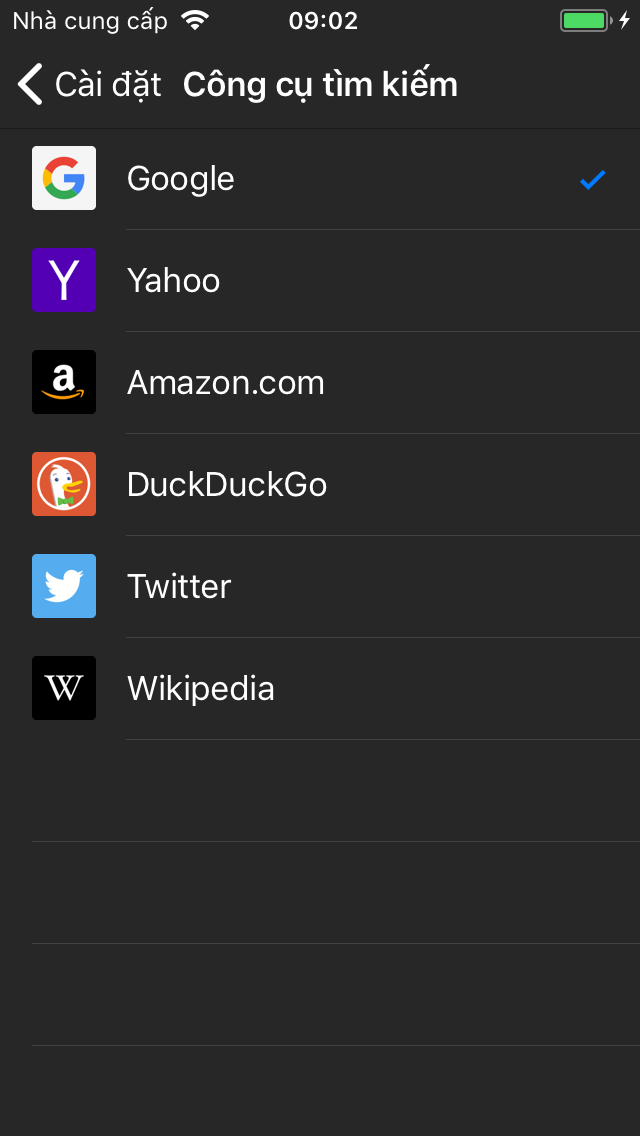 Nhà cung cấp 09:02
Cài đặt Công cụ tìm kiếm
Google
Yahoo
Amazon.com
DuckDuckGo
Twitter
Wikipedia